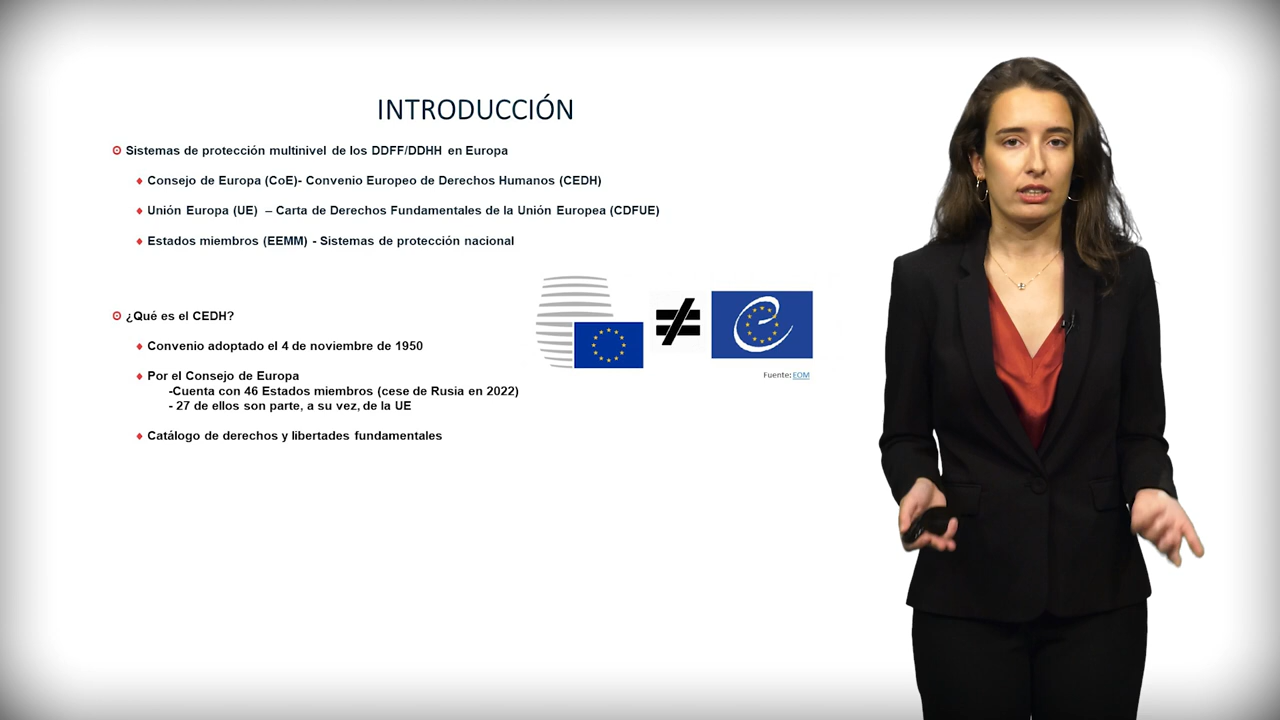 INTRODUCCIÓN
Sistemas de protección multinivel de los DDFF/DDHH en Europa
Consejo de Europa (CoE)- Convenio Europeo de Derechos Humanos (CEDH)
Unión Europa (UE) – Carta de Derechos Fundamentales de la Unión Europea (CDFUE)
Estados miembros (EEMM) - Sistemas de protección nacional
¿Qué es el CEDH?
Convenio adoptado el 4 de noviembre de 1950
Por el Consejo de Europa
-Cuenta con 46 Estados miembros (cese de Rusia en 2022)
- 27 de ellos son parte, a su vez, de la UE
Catálogo de derechos y libertades fundamentales
≠
Fuente: EOM